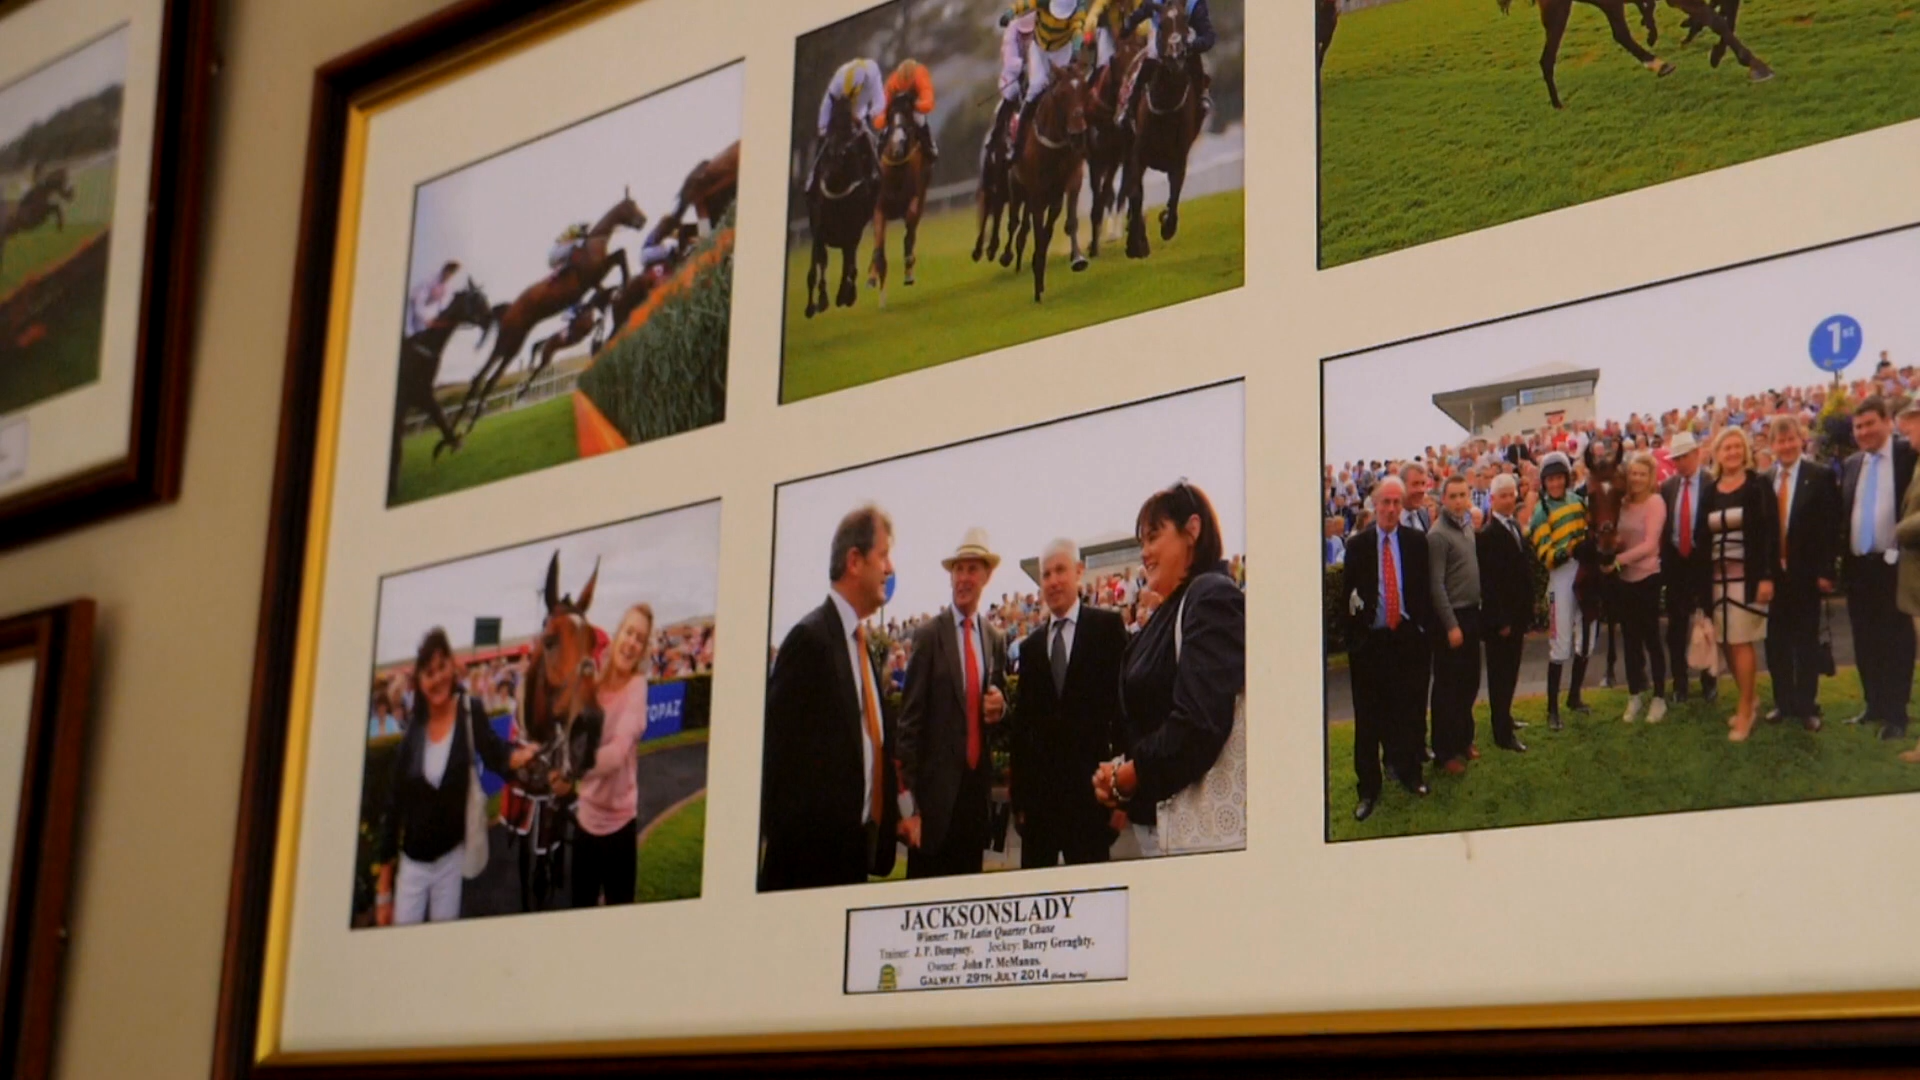 1st
TOPAZ
JACKSONSLADY
Winner: The Latin Quarter Chase
Trainer: J. P. Dempsey. Jockey: Barry Geraghty.
Owner: John P. McManus.
GALWAY 29TH JULY 2014